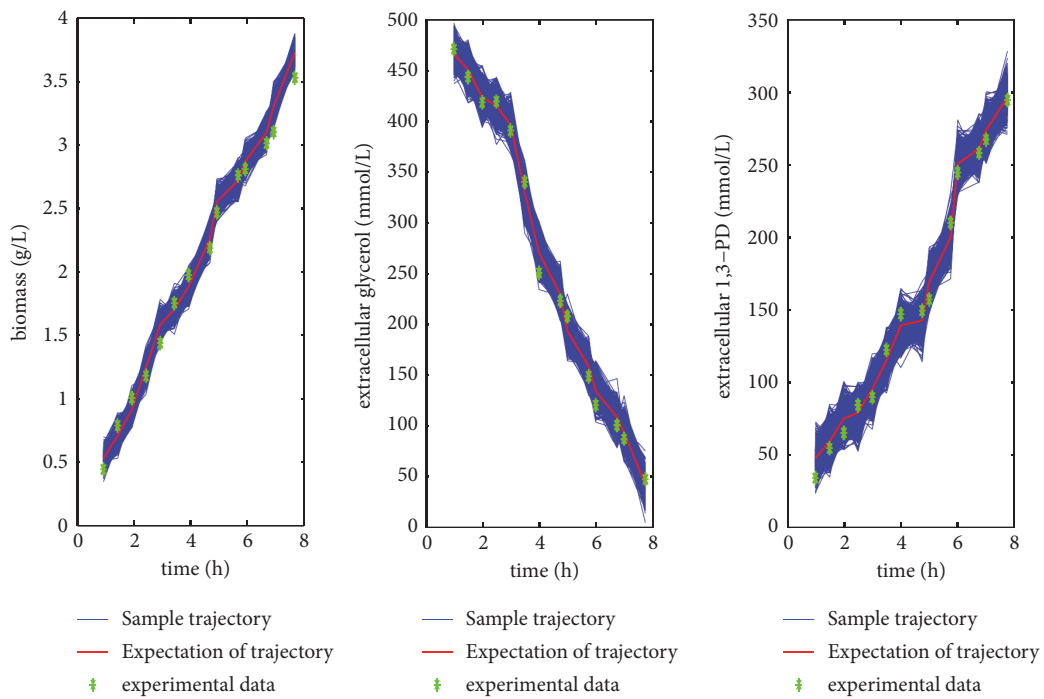 biomass (g/L)
4
3.5
3
2.5
2
1.5
1
0.5
0
0 2 4 6 8
time (h)
Sample trajectory
Expectation of trajectory
experimental data
extracellular glycerol (mmol/L)
500
450
400
350
300
250
200
150
100
50
0
0 2 4 6 8
time (h)
Sample trajectory
Expectation of trajectory
experimental data
extracellular 1,3−PD (mmol/L)
350
300
250
200
150
100
50
0
0 2 4 6 8
time (h)
Sample trajectory
Expectation of trajectory
experimental data